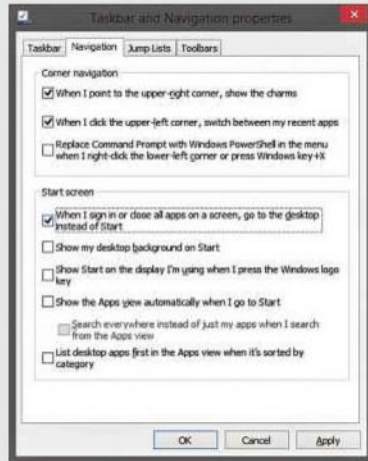 Taskbar and Navigation properties
Taskbar Navigation Jump Lists Toolbars
Corner navigation
When I point to the upper-right corner, show the charms
When I click the upper-left corner, switch between my recent apps
Replace Command Prompt with Windows PowerShell in the menu
when I right-click the lower-left corner or press Windows key+X
Start screen
When I sign in or close all apps on a screen, go to the desktop
instead of Start
Show my desktop background on Start
Show Start on the display I'm using when I press the Windows logo
key
Show the Apps view automatically when I go to Start
Search everywhere instead of just my apps when I search
from the Apps view
List desktop apps first in the Apps view when it's sorted by
category
OK Cancel Apply